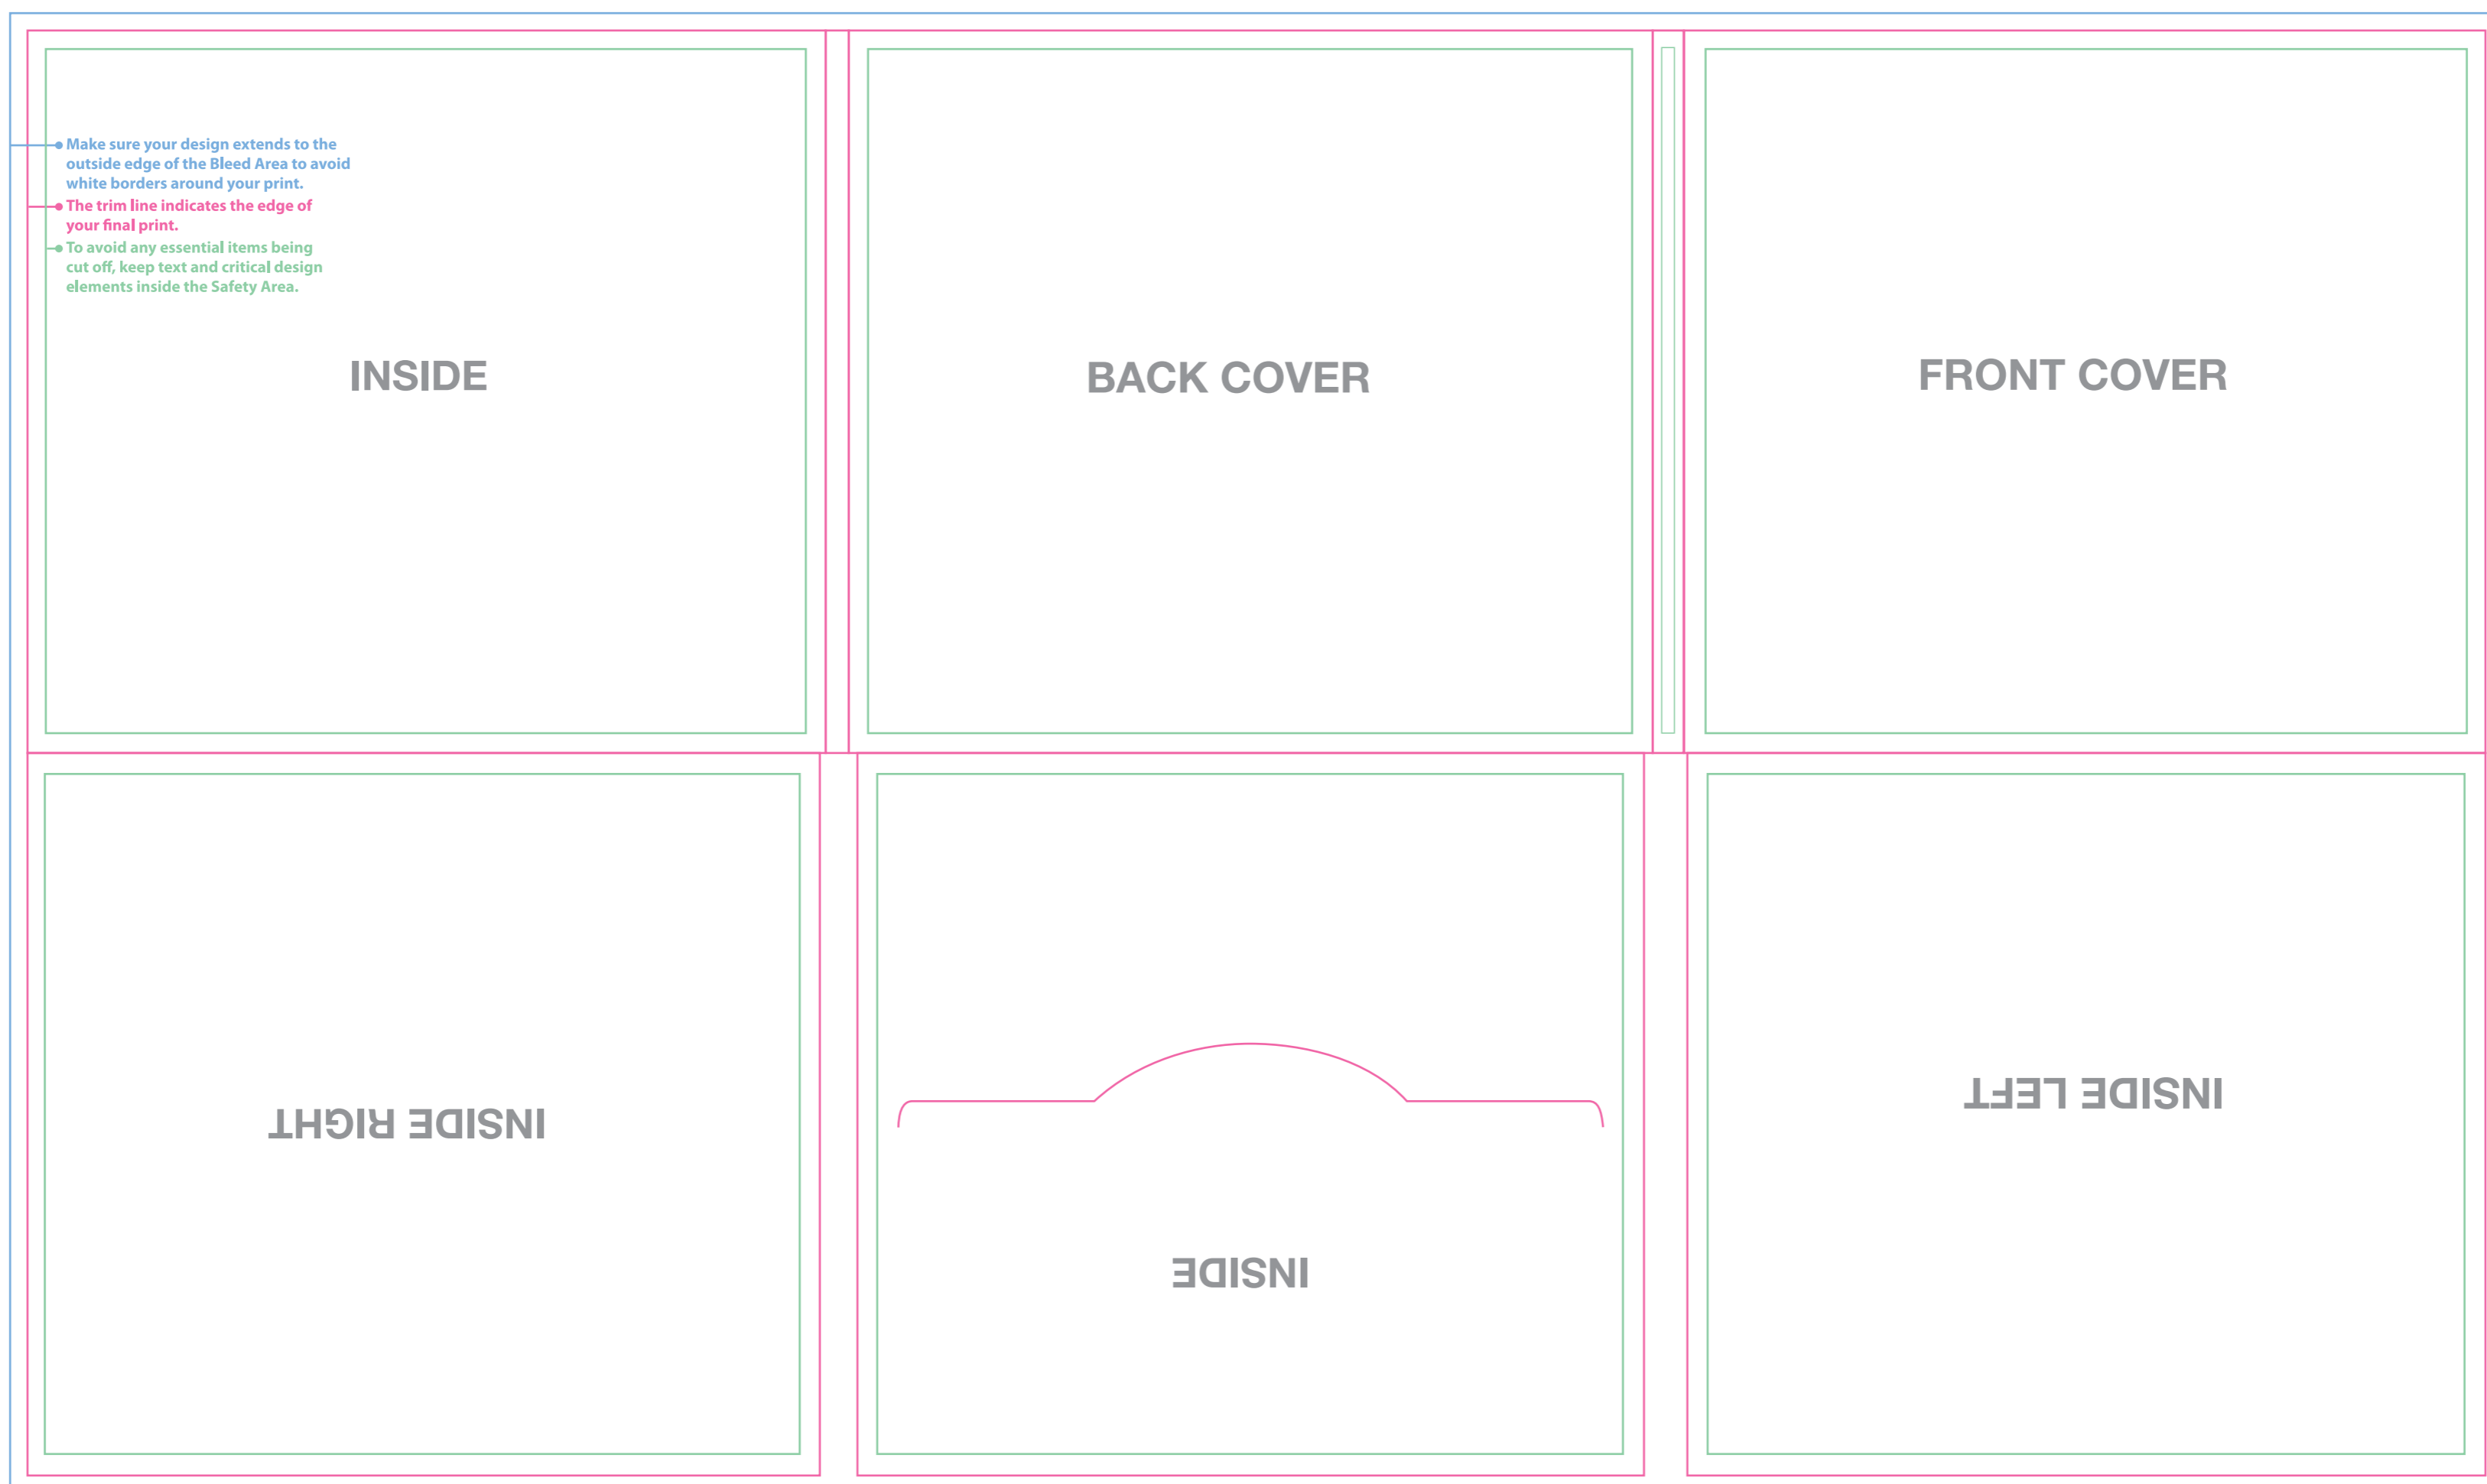 Make sure your design extends to the
outside edge of the Bleed Area to avoid
white borders around your print.
The trim line indicates the edge of
your final print.
To avoid any essential items being
cut off, keep text and critical design
elements inside the Safety Area.
INSIDE
BACK COVER
FRONT COVER
INSIDE RIGHT
INSIDE
INSIDE LEFT